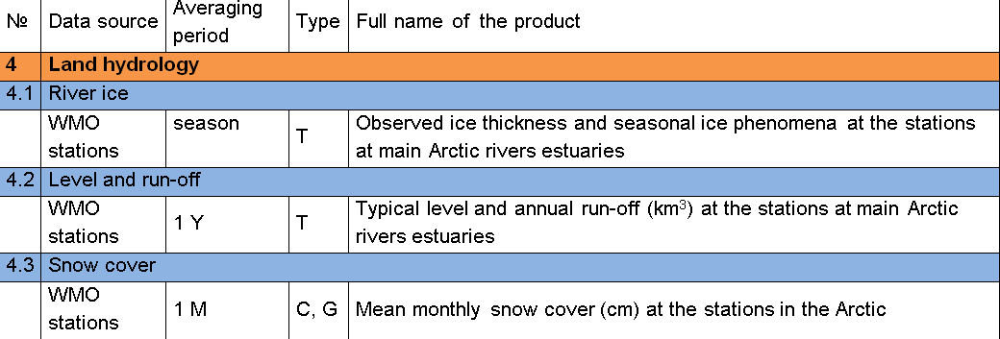 № Data source Averaging period Type Full name of the product
4 Land hydrology
4.1 River ice
WMO stations season T Observed ice thickness and seasonal ice phenomena at the stations at main Arctic rivers estuaries
4.2 Level and run-off
WMO stations 1 Y T Typical level and annual run-off (km³) at the stations at main Arctic rivers estuaries
4.3 Snow cover
WMO stations 1 M C, G Mean monthly snow cover (cm) at the stations in the Arctic